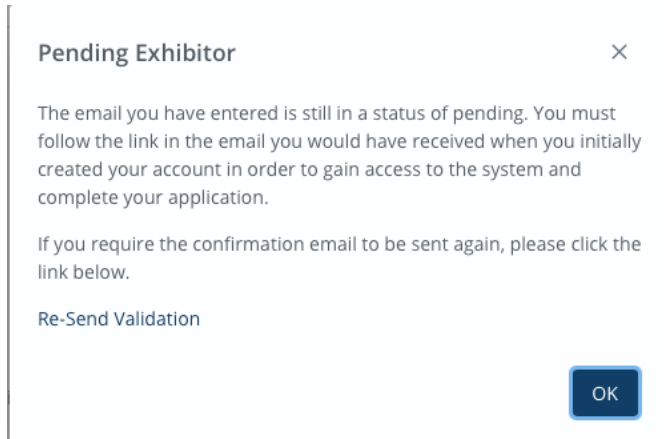 Pending Exhibitor
The email you have entered is still in a status of pending. You must
follow the link in the email you would have received when you initially
created your account in order to gain access to the system and
complete your application.
If you require the confirmation email to be sent again, please click the
link below.
Re-Send Validation
OK